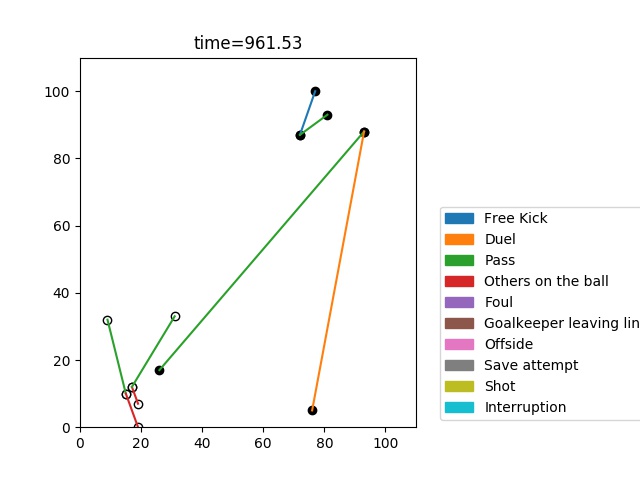 time=961.53
100
80
60
40
20
0
0 20 40 60 80 100
Free Kick
Duel
Pass
Others on the ball
Foul
Goalkeeper leaving lin
Offside
Save attempt
Shot
Interruption